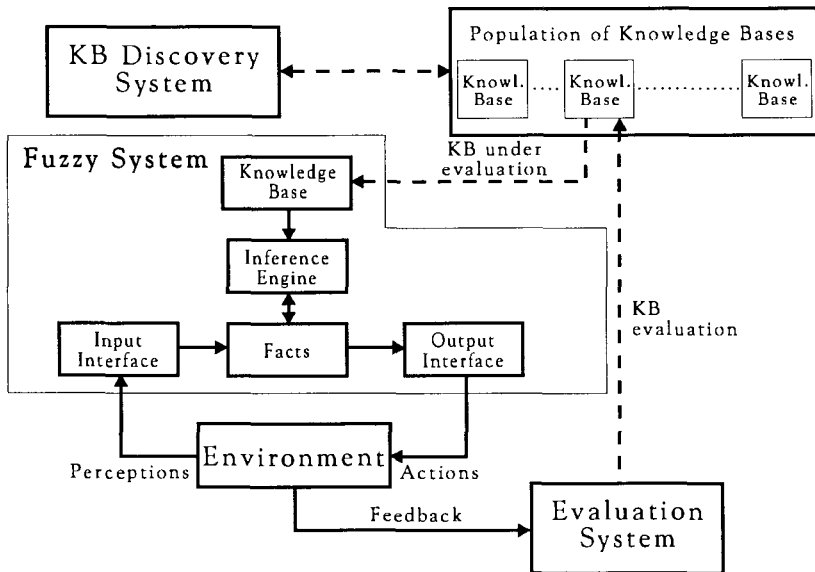 KB Discovery
System
Population of Knowledge Bases
Knowl.
Base
Knowl.
Base
Knowl.
Base
KB under
evaluation
Fuzzy System
Knowledge
Base
Inference
Engine
Input
Interface
Facts
Output
Interface
KB
evaluation
Environment
Perceptions
Actions
Feedback
Evaluation
System